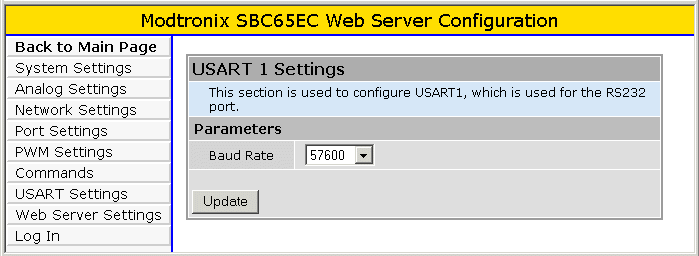 Modtronix SBC65EC Web Server Configuration
Back to Main Page
System Settings
Analog Settings
Network Settings
Port Settings
PWM Settings
Commands
USART Settings
Web Server Settings
Log In
USART 1 Settings
This section is used to configure USART1, which is used for the RS232
port.
Parameters
Baud Rate 57600
Update